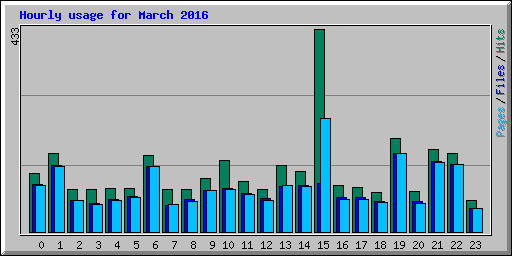 Hourly usage for March 2016
433
Pages / Files / Hits
0 1 2 3 4 5 6 7 8 9 10 11 12 13 14 15 16 17 18 19 20 21 22 23